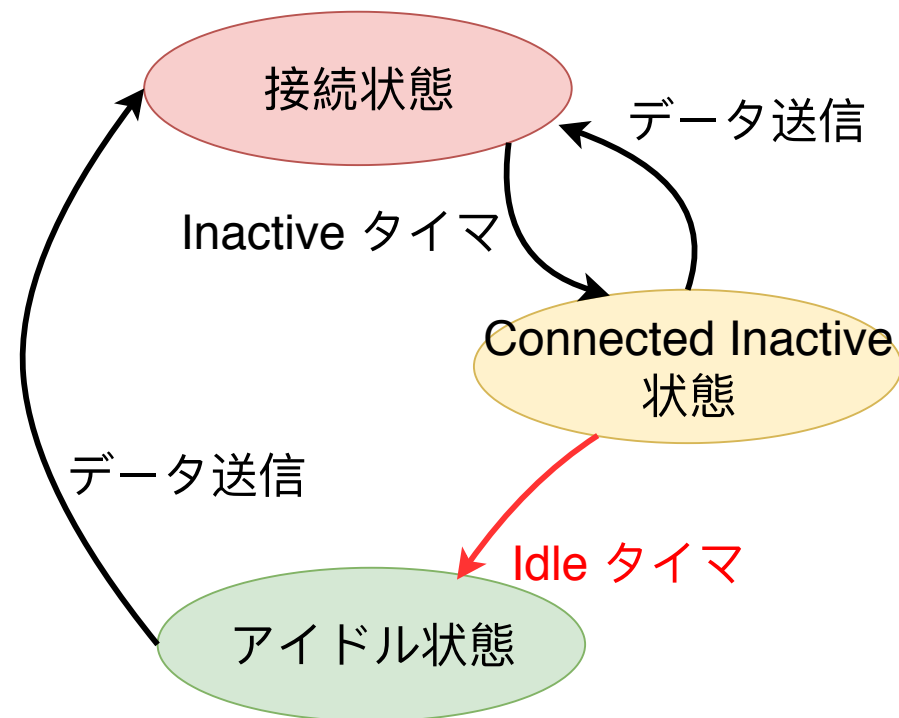 接続状態
データ送信
Inactive タイマ
Connected Inactive
状態
データ送信
Idle タイマ
アイドル状態